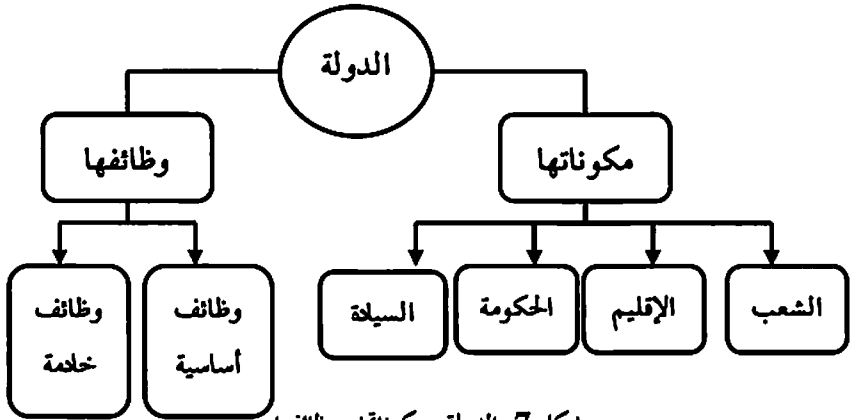 الدولة
مكوناتها
وظائفها
الشعب
الإقليم
الحكومة
السيادة
وظائف
أساسية
وظائف
خادمة